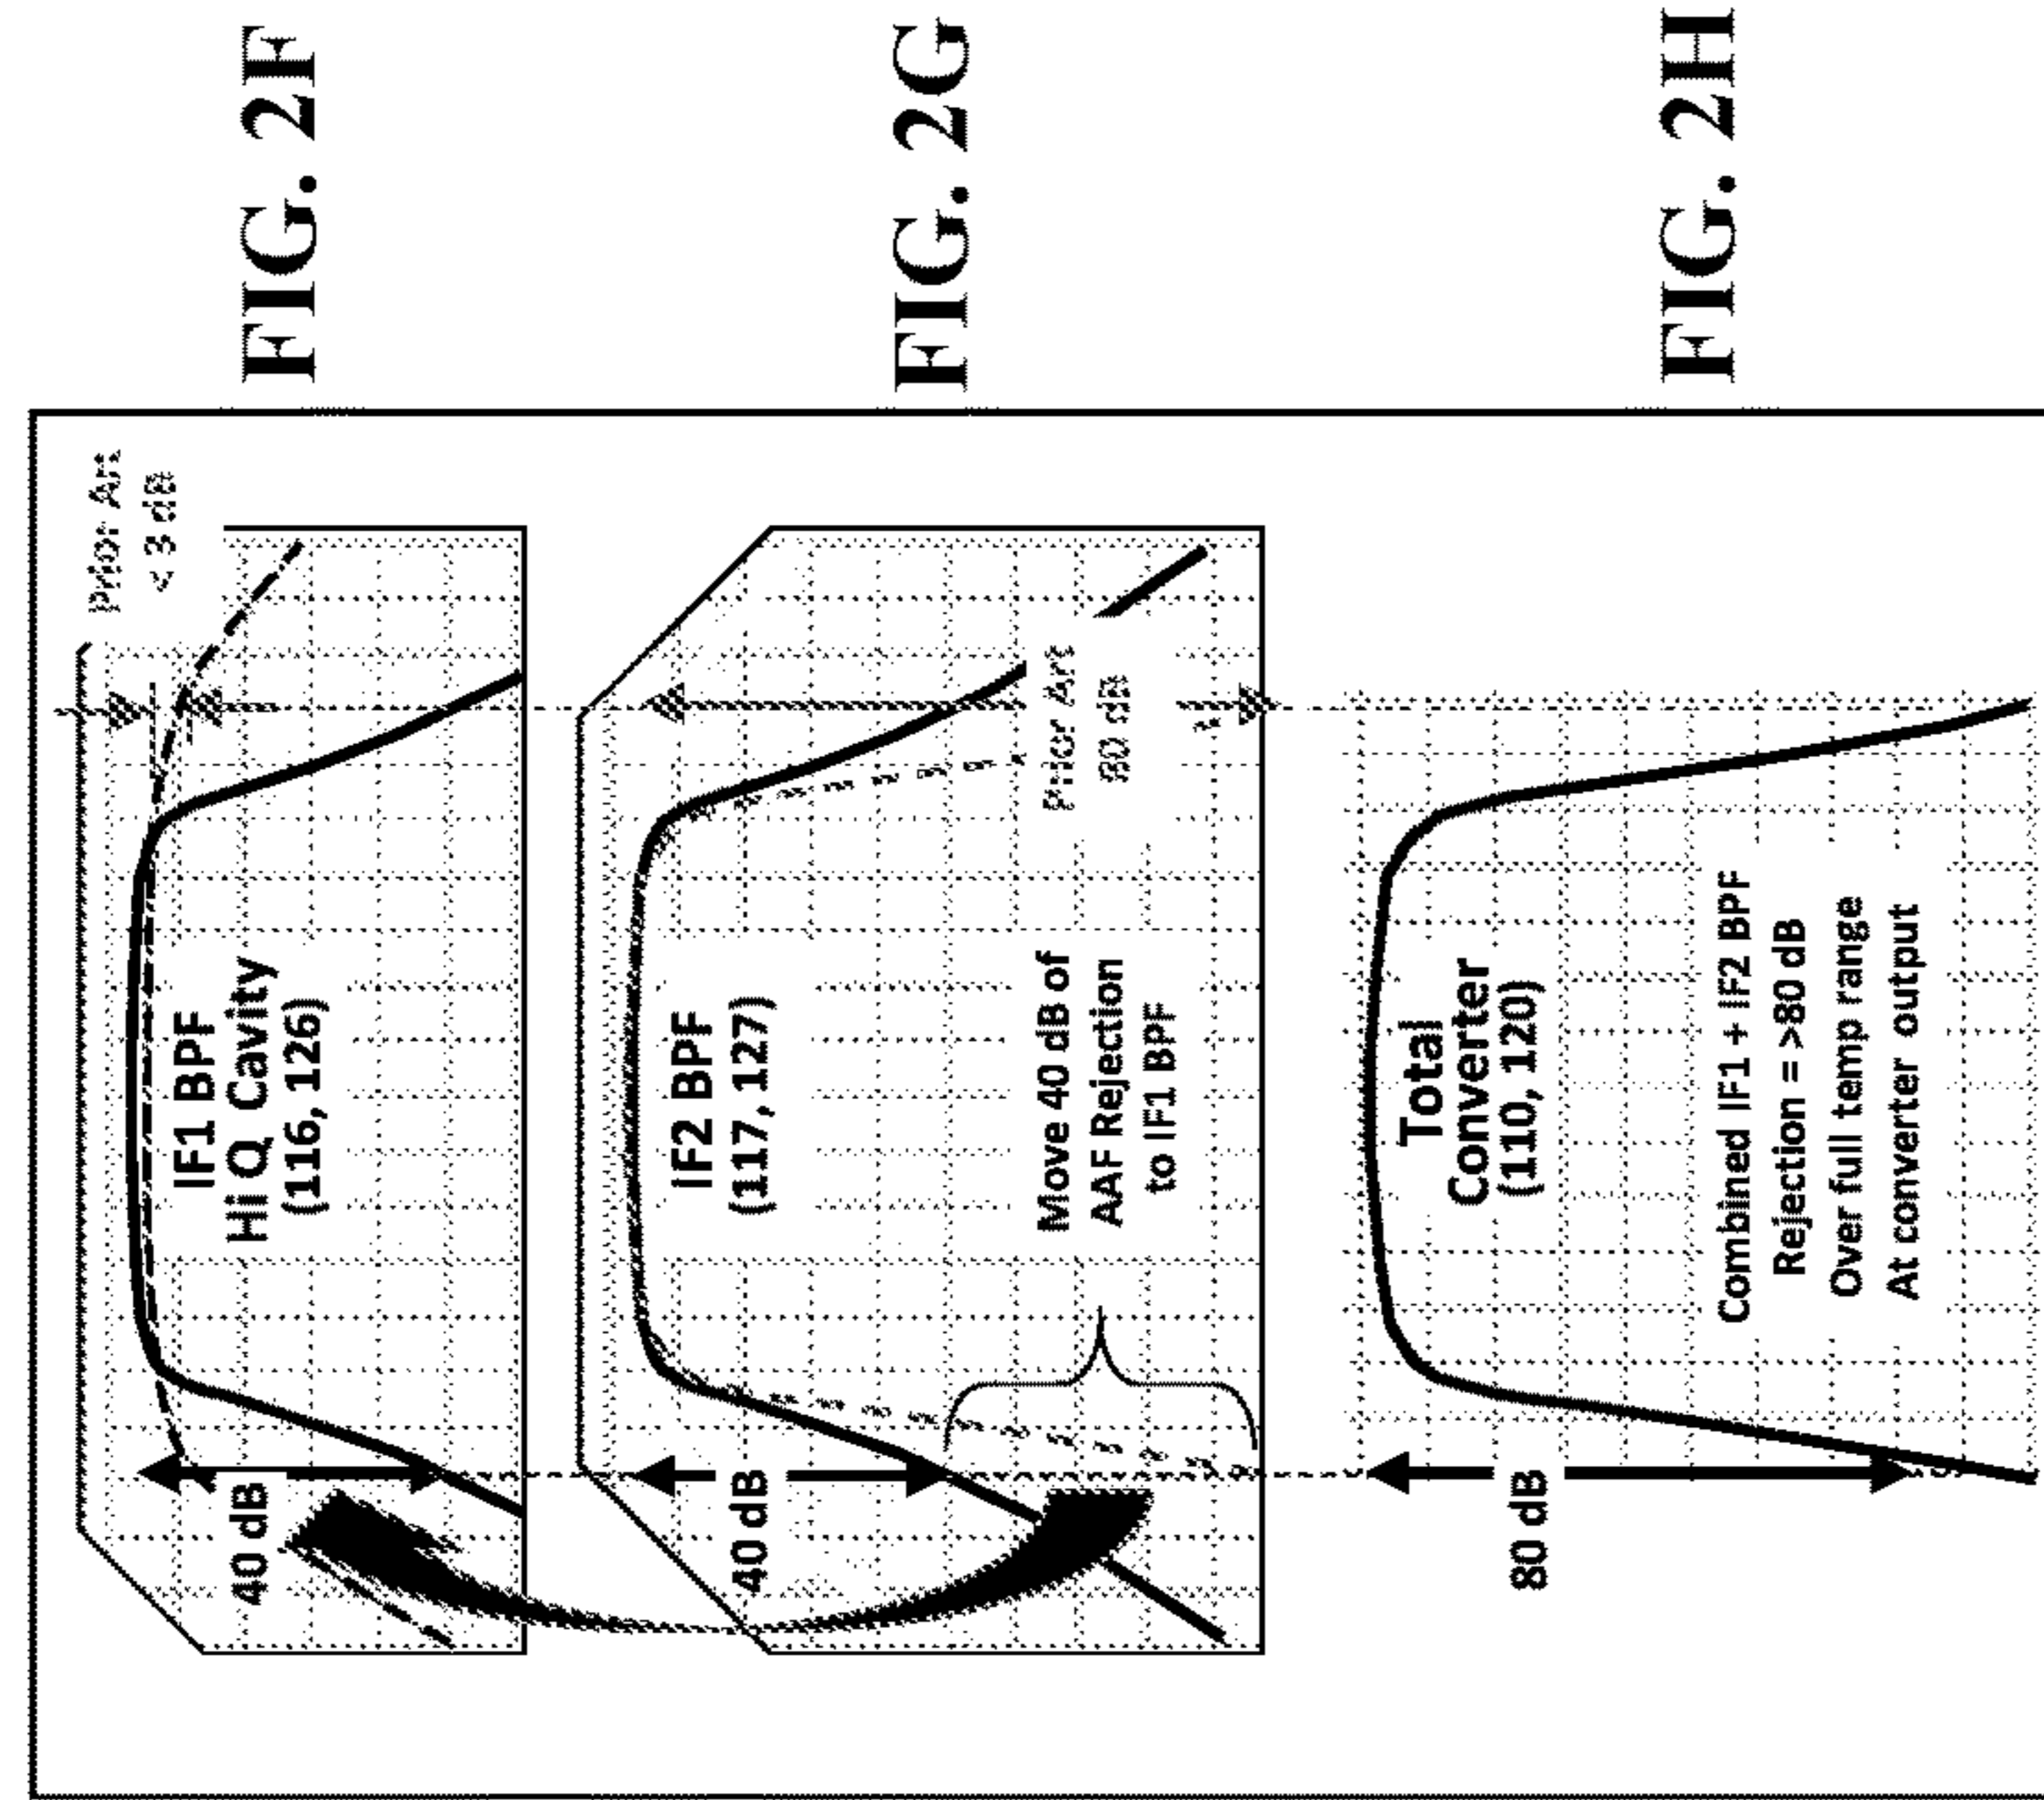 FIG. 2F
Prior Art
< 3 dB
IF1 BPF
Hi Q Cavity
(116, 126)
40 dB
FIG. 2G
IF2 BPF
(117, 127)
40 dB
Prior Art
80 dB
Move 40 dB of
AAF Rejection
to IF1 BPF
FIG. 2H
Total
Converter
(110, 120)
80 dB
Combined IF1 + IF2 BPF
Rejection = >80 dB
Over full temp range
At converter output